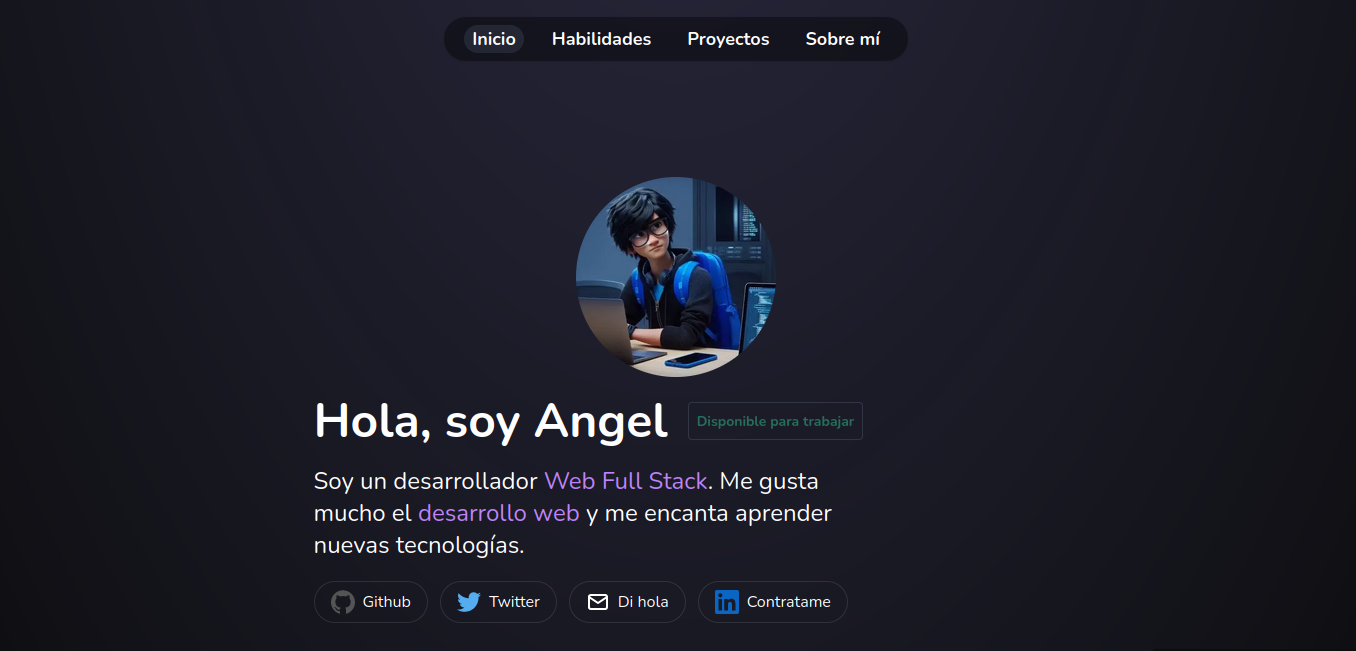 Inicio Habilidades Proyectos Sobre mí
Hola, soy Angel Disponible para trabajar
Soy un desarrollador Web Full Stack. Me gusta
mucho el desarrollo web y me encanta aprender
nuevas tecnologías.
Github Twitter Di hola Contratame